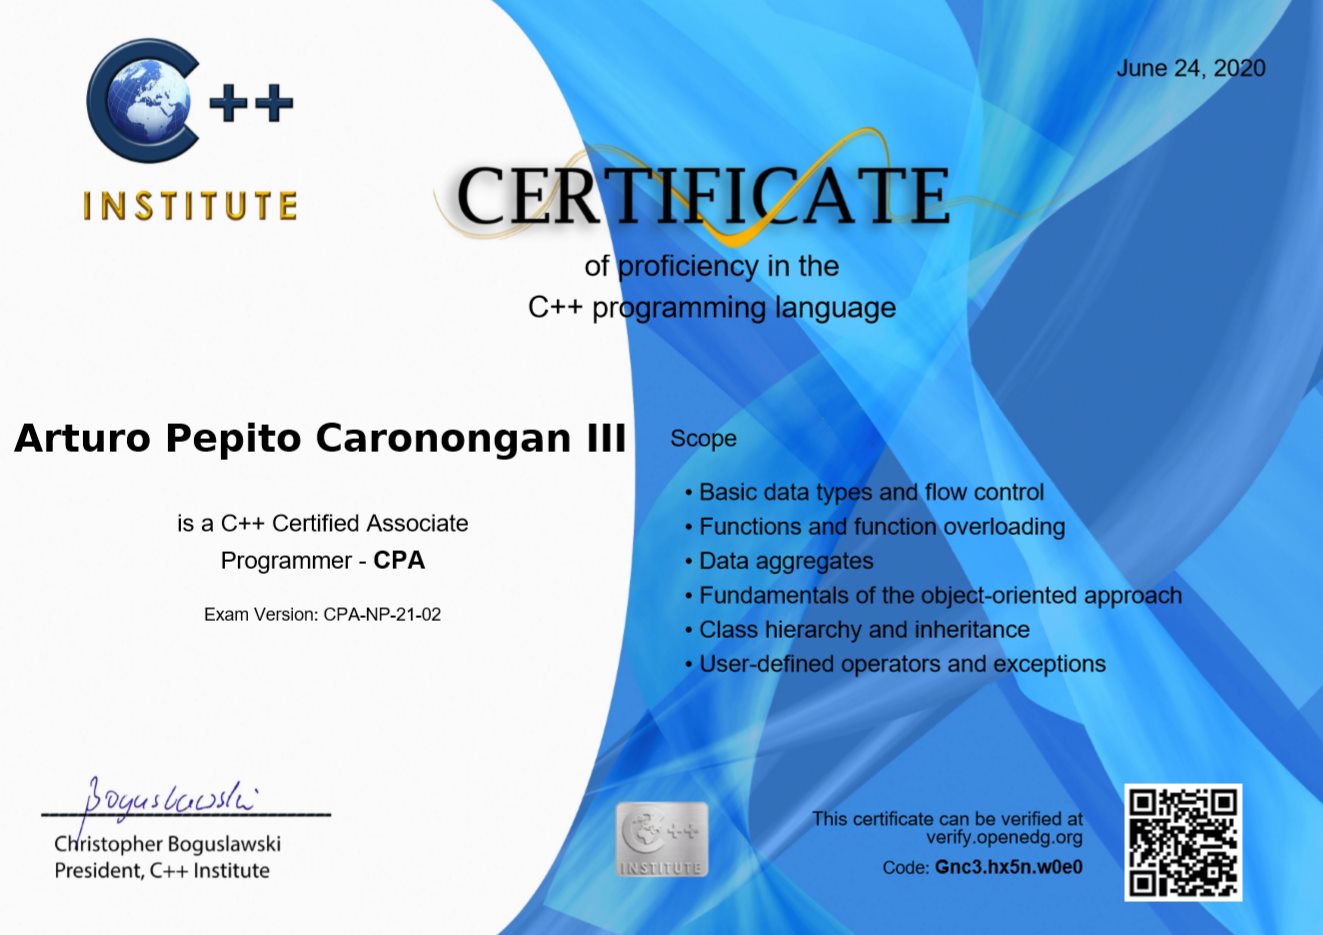 C++
INSTITUTE
June 24, 2020
CERTIFICATE
of proficiency in the
C++ programming language
Arturo Pepito Caronongan III
is a C++ Certified Associate
Programmer - CPA
Exam Version: CPA-NP-21-02
Scope
• Basic data types and flow control
• Functions and function overloading
• Data aggregates
• Fundamentals of the object-oriented approach
• Class hierarchy and inheritance
• User-defined operators and exceptions
Boguslawski
Christopher Boguslawski
President, C++ Institute
C++
INSTITUTE
This certificate can be verified at
verify.openedg.org
Code: Gnc3.hx5n.w0e0